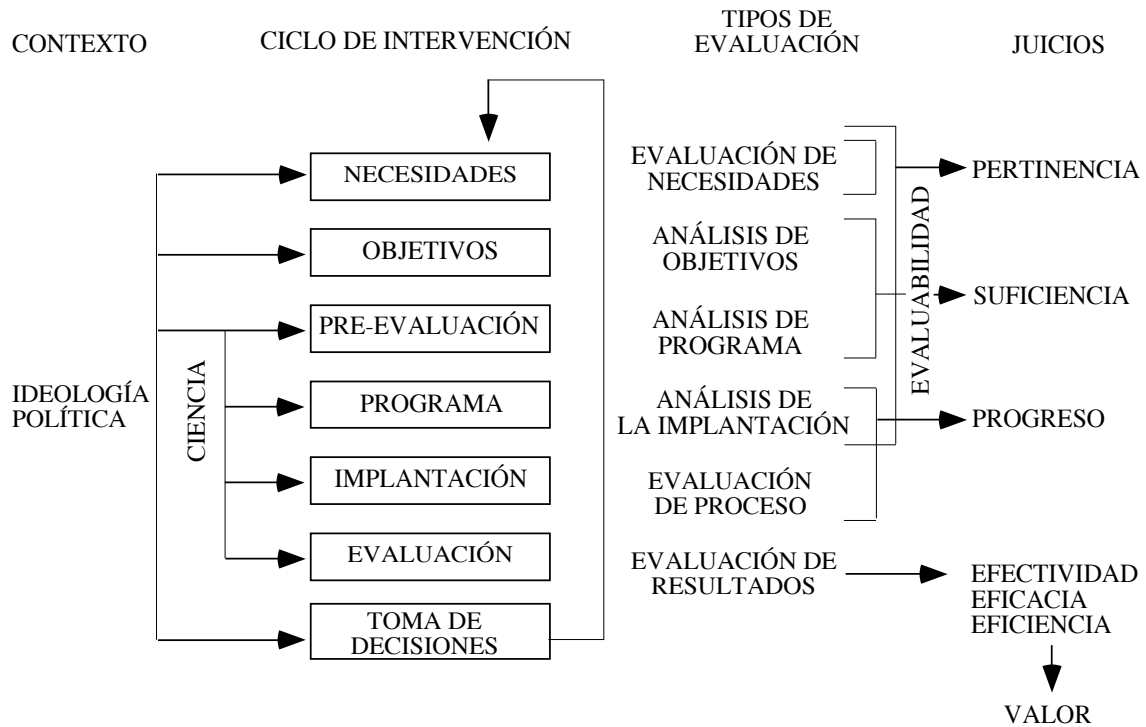 CONTEXTO
CICLO DE INTERVENCIÓN
TIPOS DE
EVALUACIÓN
JUICIOS
IDEOLOGÍA
POLÍTICA
CIENCIA
NECESIDADES
OBJETIVOS
PRE-EVALUACIÓN
PROGRAMA
IMPLANTACIÓN
EVALUACIÓN
TOMA DE
DECISIONES
EVALUACIÓN DE
NECESIDADES
ANÁLISIS DE
OBJETIVOS
ANÁLISIS DE
PROGRAMA
ANÁLISIS DE
LA IMPLANTACIÓN
EVALUACIÓN
DE PROCESO
EVALUACIÓN DE
RESULTADOS
EVALUABILIDAD
PERTINENCIA
SUFICIENCIA
PROGRESO
EFECTIVIDAD
EFICACIA
EFICIENCIA
VALOR